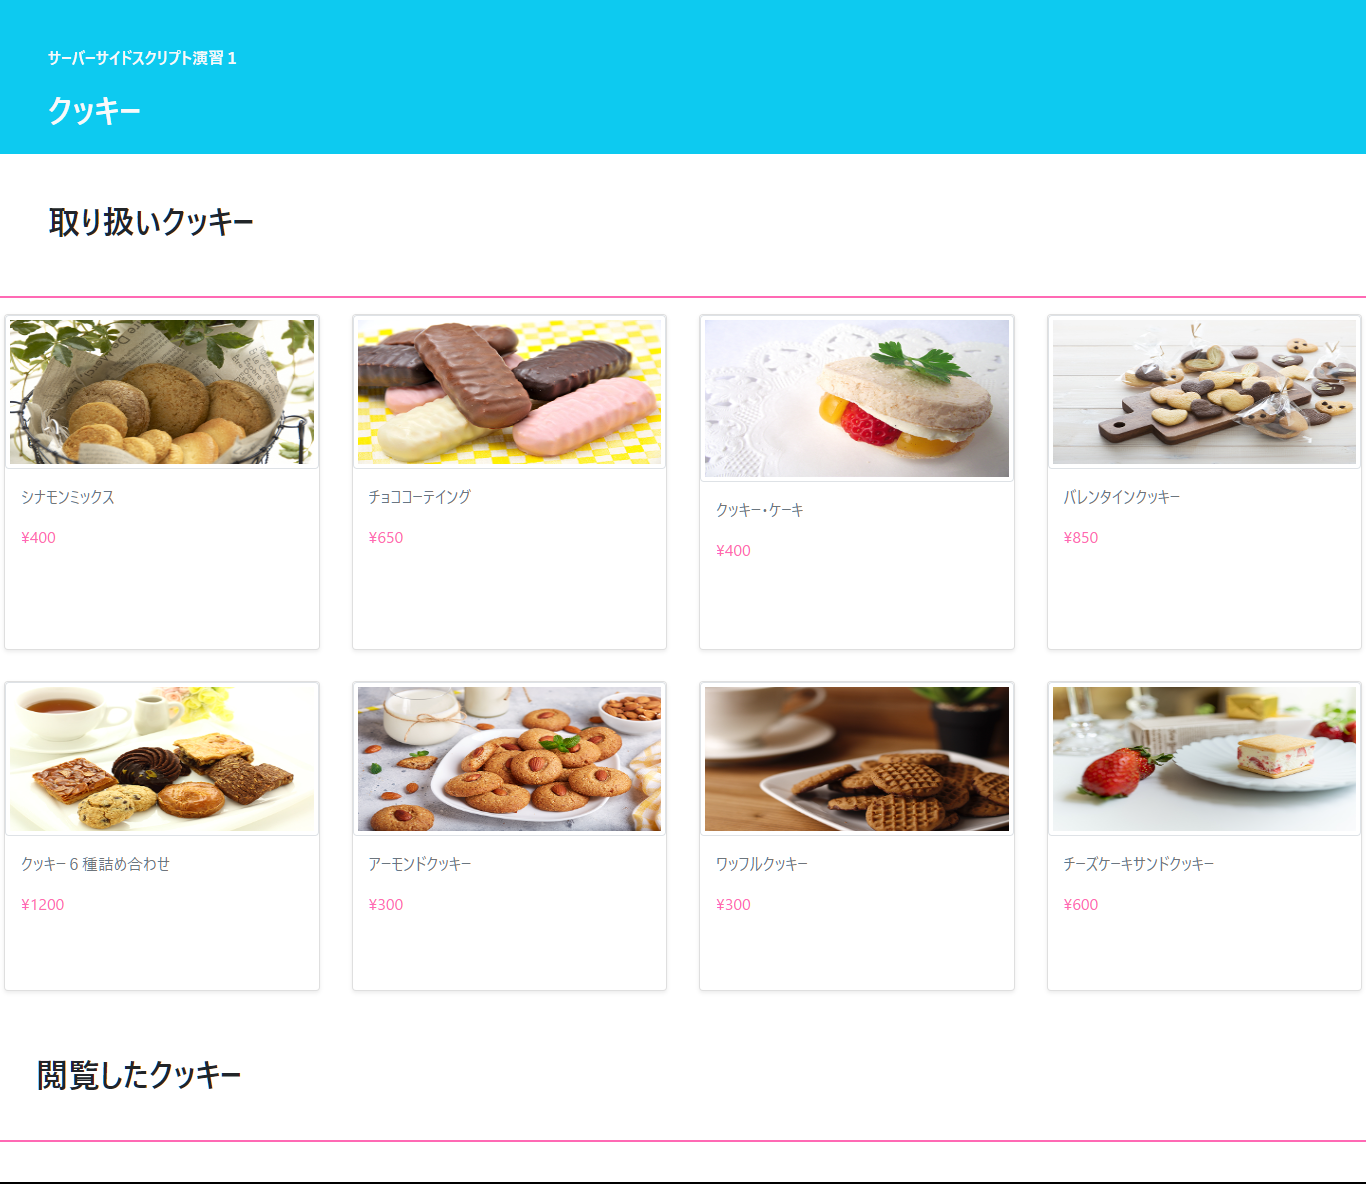 サーバーサイドスクリプト演習１
クッキー
取り扱いクッキー
シナモンミックス
¥400
チョココーテイング
¥650
クッキー・ケーキ
¥400
バレンタインクッキー
¥850
クッキー６種詰め合わせ
¥1200
アーモンドクッキー
¥300
ワッフルクッキー
¥300
チーズケーキサンドクッキー
¥600
閲覧したクッキー